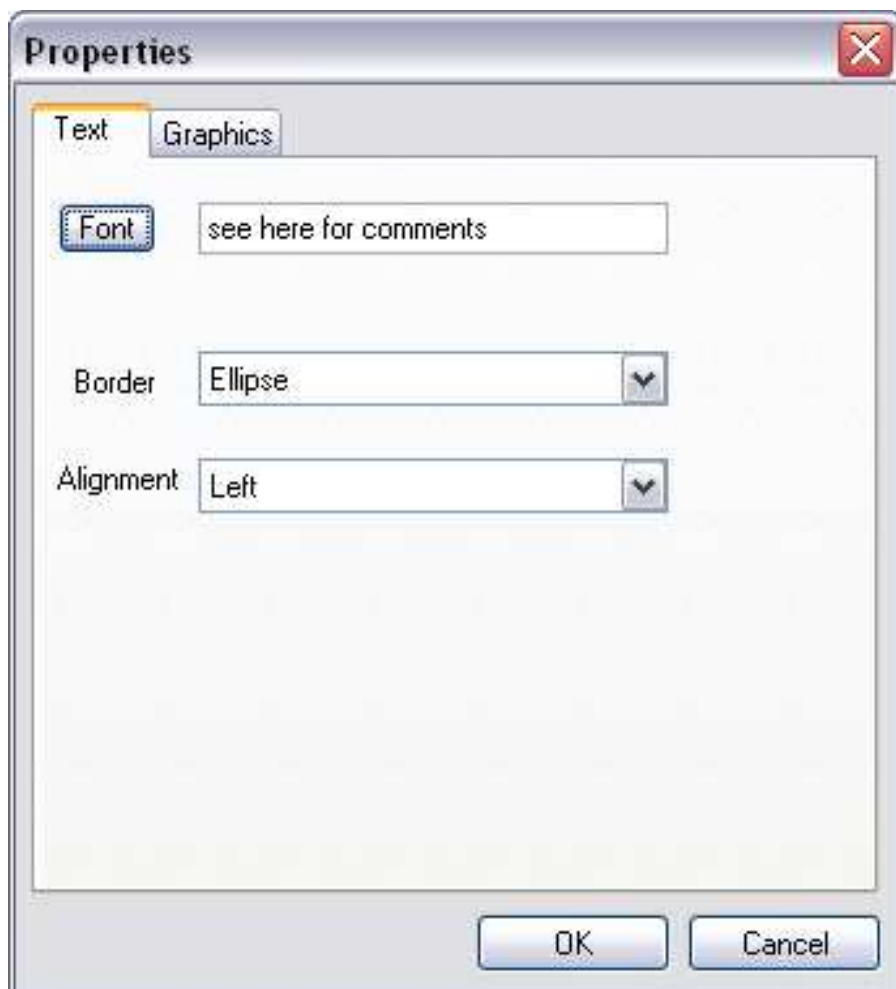 Properties
Text Graphics
Font see here for comments
Border Ellipse
Alignment Left
OK Cancel